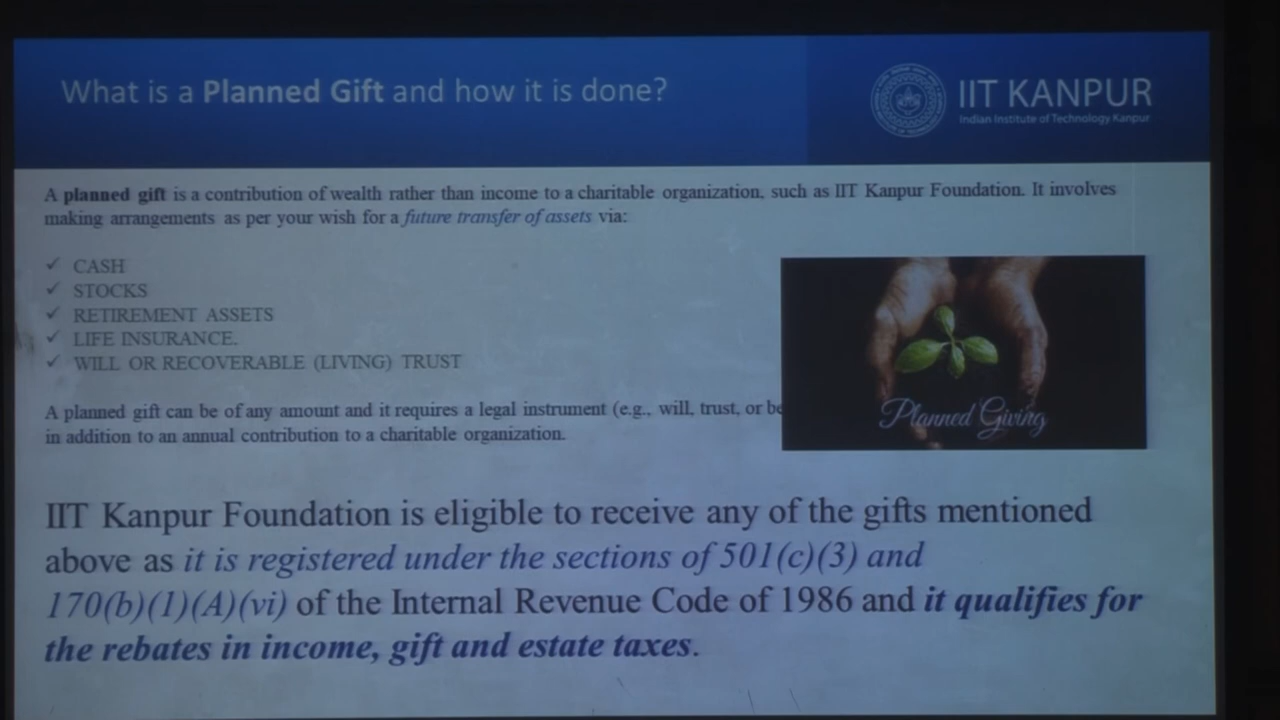 What is a Planned Gift and how it is done?
IIT KANPUR
Indian Institute of Technology Kanpur
A planned gift is a contribution of wealth rather than income to a charitable organization, such as IIT Kanpur Foundation. It involves
making arrangements as per your wish for a future transfer of assets via:
✓ CASH
✓ STOCKS
✓ RETIREMENT ASSETS
✓ LIFE INSURANCE.
✓ WILL OR RECOVERABLE (LIVING) TRUST
Planned Giving
A planned gift can be of any amount and it requires a legal instrument (e.g., will, trust, or be
in addition to an annual contribution to a charitable organization.
IIT Kanpur Foundation is eligible to receive any of the gifts mentioned
above as it is registered under the sections of 501(c)(3) and
170(b)(1)(A)(vi) of the Internal Revenue Code of 1986 and it qualifies for
the rebates in income, gift and estate taxes.